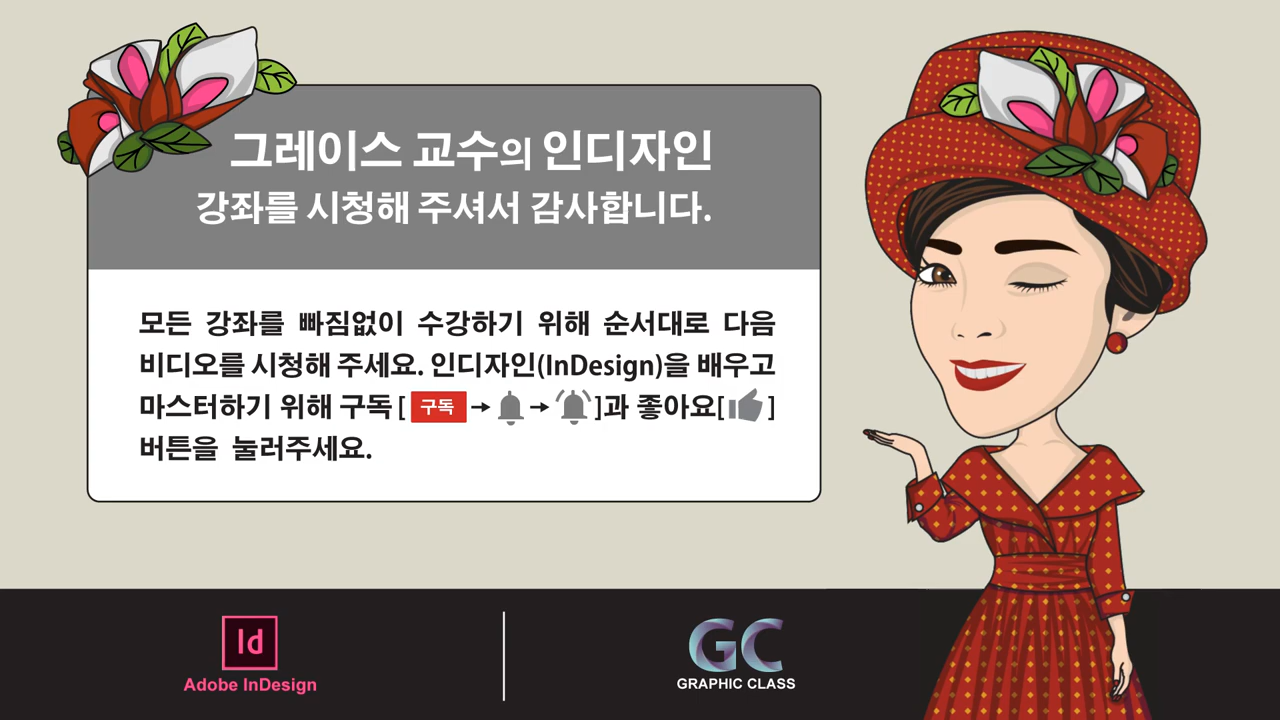 그레이스 교수의 인디자인
강좌를 시청해 주셔서 감사합니다.
모든 강좌를 빠짐없이 수강하기 위해 순서대로 다음
비디오를 시청해 주세요. 인디자인(InDesign)을 배우고
마스터하기 위해 구독 [ 구독 → → ]과 좋아요[ ]
버튼을 눌러주세요.
Id
Adobe InDesign
GC
GRAPHIC CLASS